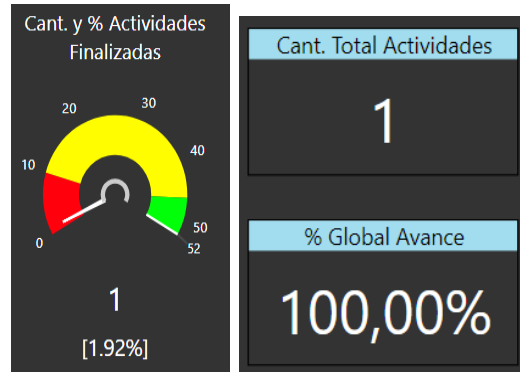 Cant. y % Actividades
Finalizadas
20
30
10
40
0
50
52
1
[1.92%]
Cant. Total Actividades
1
% Global Avance
100,00%